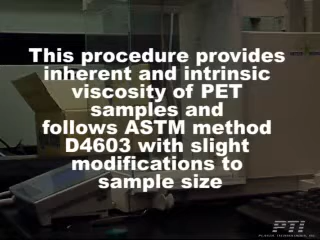 This procedure provides
inherent and intrinsic
viscosity of PET
samples and
follows ASTM method
D4603 with slight
modifications to
sample size
PTI